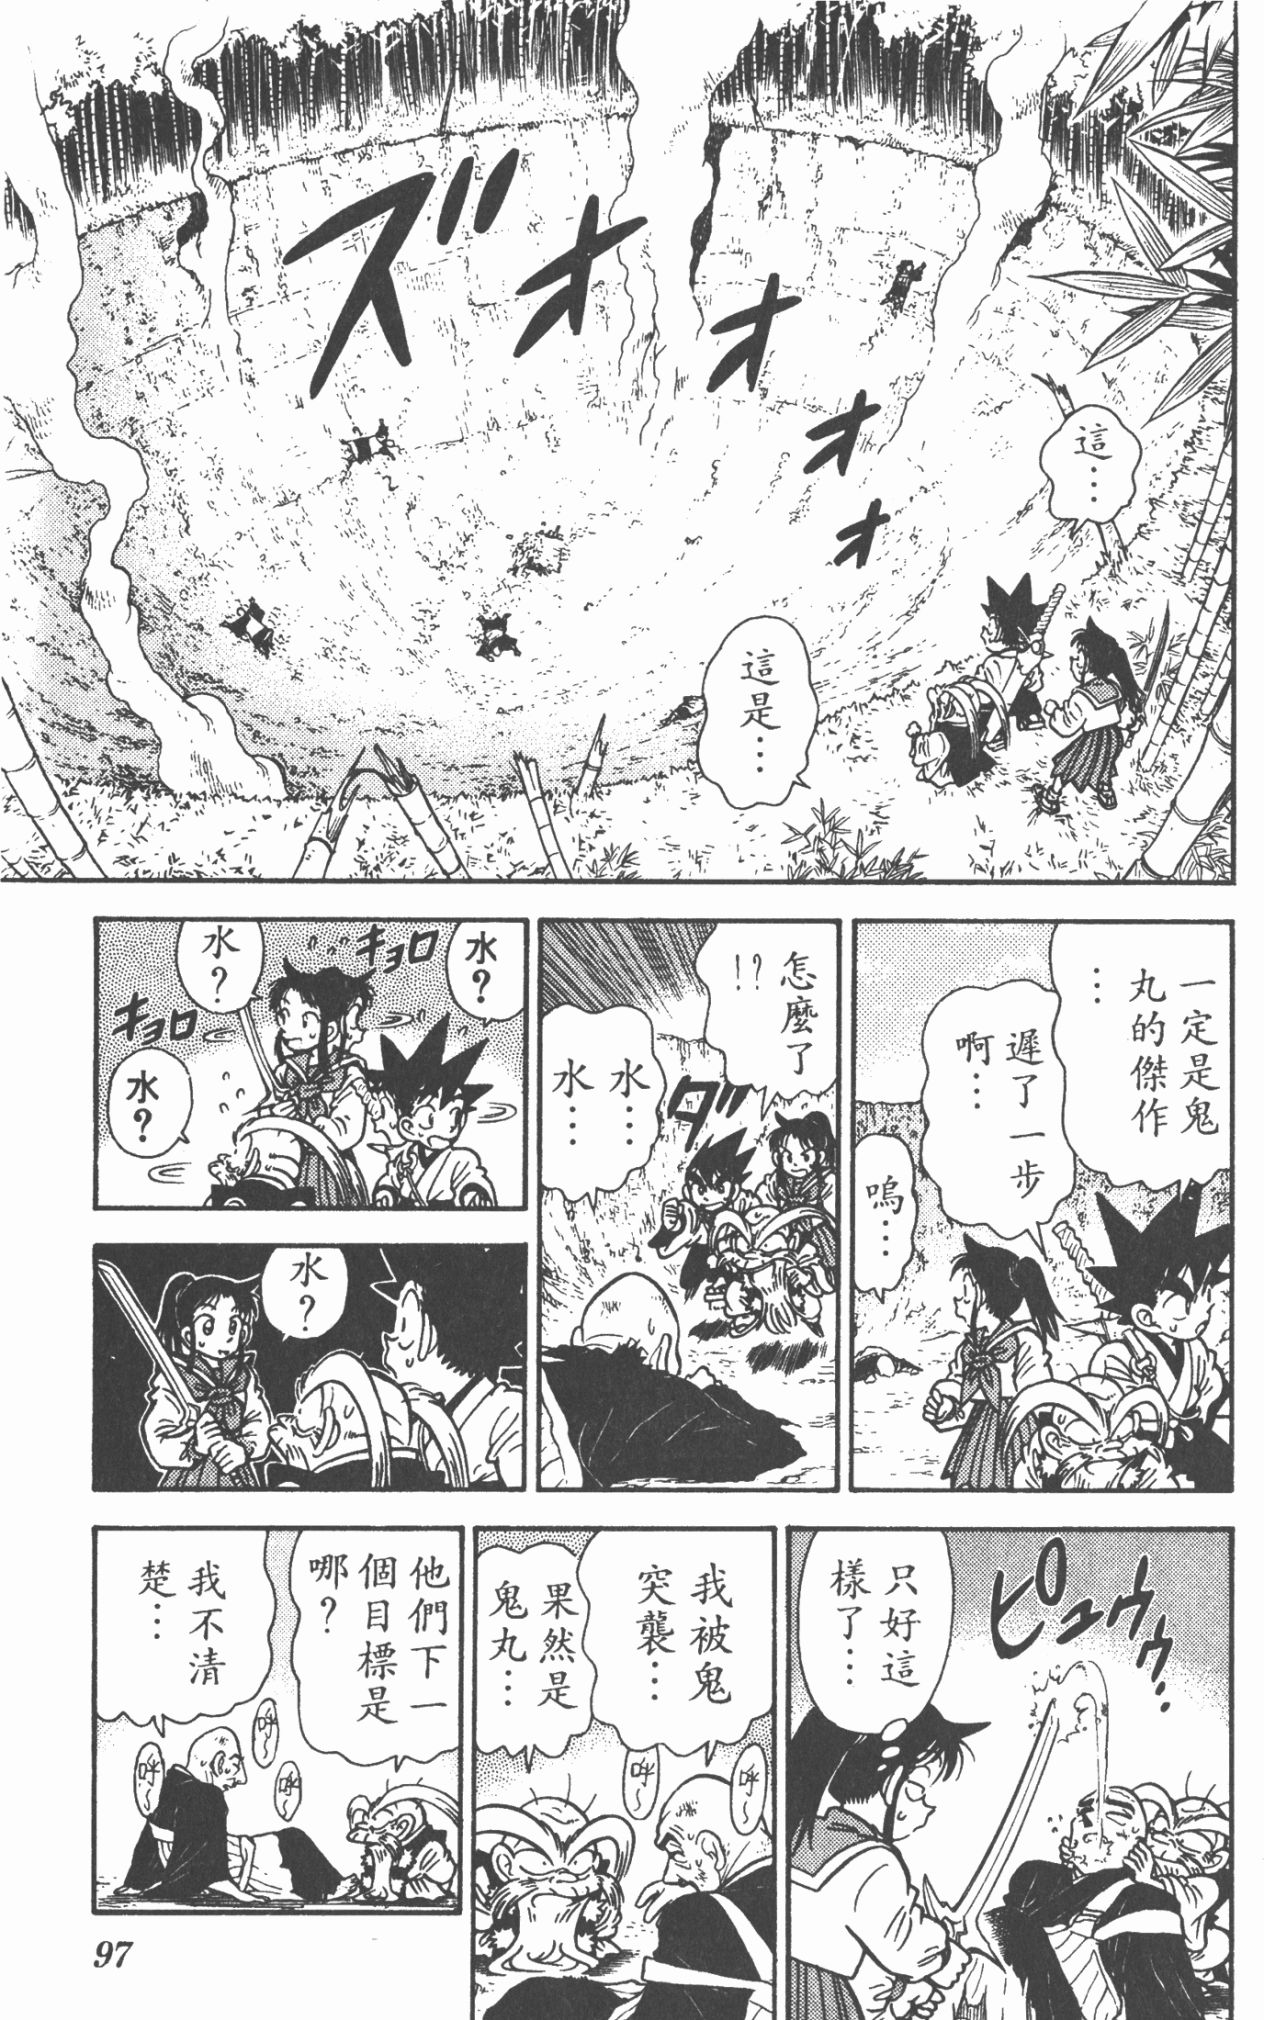 ズオオオオ
這…
這是…
一定是鬼
丸的傑作
…
遲了一步
啊…
嗚…
怎麼了
!?
ダッ
水…
水…
水?
キョロ
水?
キョロ
水?
水?
ピュウゥ…
只好這
樣了…
我被鬼
突襲…
果然是
鬼丸…
呼~
呼~
他們下一
個目標是
哪?
我不清
楚…
呼~
呼~
呼~
97